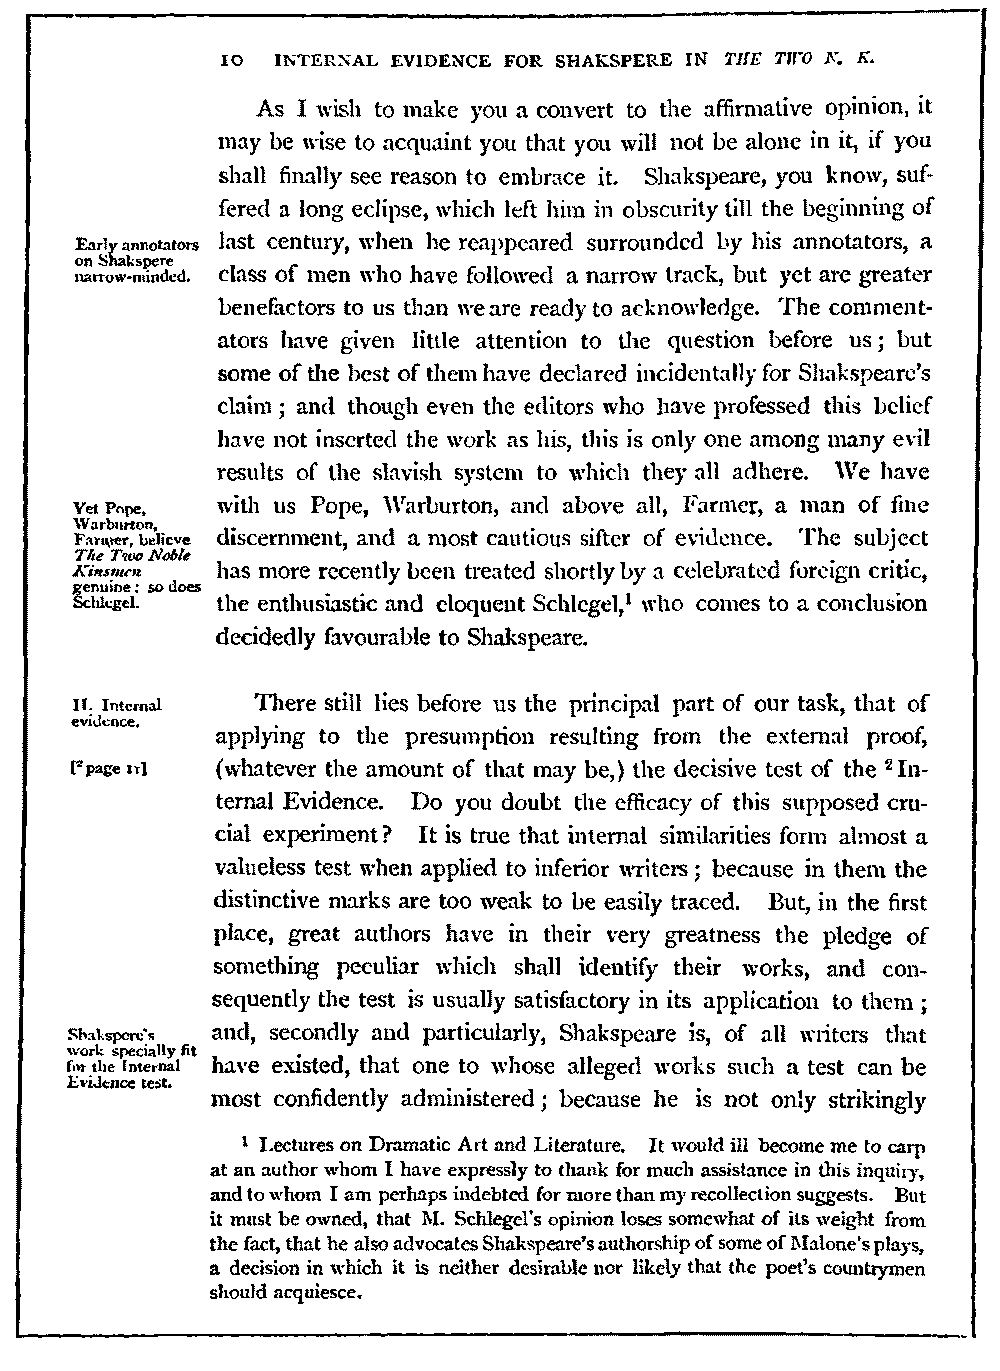 10 INTERNAL EVIDENCE FOR SHAKSPERE IN THE TWO N. K.
As I wish to make you a convert to the affirmative opinion, it
may be wise to acquaint you that you will not be alone in it, if you
shall finally see reason to embrace it. Shakspeare, you know, suf-
fered a long eclipse, which left him in obscurity till the beginning of
Early annotators
on Shakspere
narrow-minded.
last century, when he reappeared surrounded by his annotators, a
class of men who have followed a narrow track, but yet are greater
benefactors to us than we are ready to acknowledge. The comment-
ators have given little attention to the question before us; but
some of the best of them have declared incidentally for Shakspeare's
claim; and though even the editors who have professed this belief
have not inserted the work as his, this is only one among many evil
results of the slavish system to which they all adhere. We have
Yet Pope,
Warburton,
Farmer, believe
The Two Noble
Kinsmen
genuine: so does
Schlegel.
with us Pope, Warburton, and above all, Farmer, a man of fine
discernment, and a most cautious sifter of evidence. The subject
has more recently been treated shortly by a celebrated foreign critic,
the enthusiastic and eloquent Schlegel,¹ who comes to a conclusion
decidedly favourable to Shakspeare.
II. Internal
evidence.
There still lies before us the principal part of our task, that of
applying to the presumption resulting from the external proof,
[² page 11]
(whatever the amount of that may be,) the decisive test of the ² In-
ternal Evidence. Do you doubt the efficacy of this supposed cru-
cial experiment? It is true that internal similarities form almost a
valueless test when applied to inferior writers; because in them the
distinctive marks are too weak to be easily traced. But, in the first
place, great authors have in their very greatness the pledge of
something peculiar which shall identify their works, and con-
sequently the test is usually satisfactory in its application to them;
Shakspere's
work specially fit
for the Internal
Evidence test.
and, secondly and particularly, Shakspeare is, of all writers that
have existed, that one to whose alleged works such a test can be
most confidently administered; because he is not only strikingly
¹ Lectures on Dramatic Art and Literature. It would ill become me to carp
at an author whom I have expressly to thank for much assistance in this inquiry,
and to whom I am perhaps indebted for more than my recollection suggests. But
it must be owned, that M. Schlegel's opinion loses somewhat of its weight from
the fact, that he also advocates Shakspeare's authorship of some of Malone's plays,
a decision in which it is neither desirable nor likely that the poet's countrymen
should acquiesce.